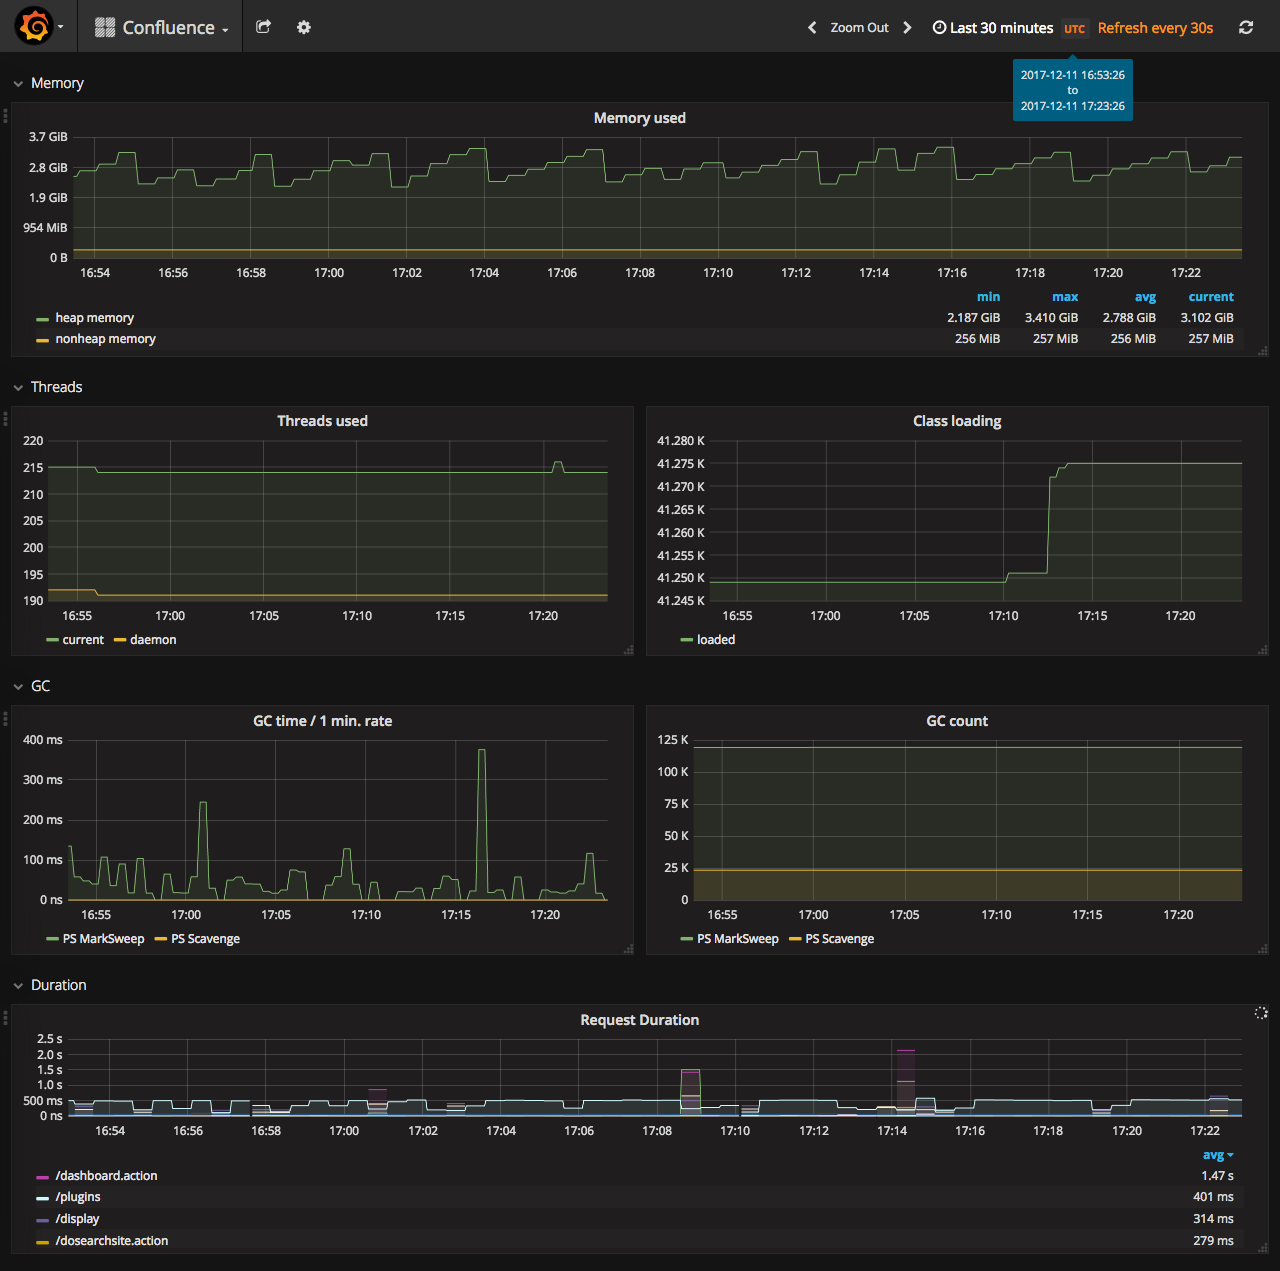 Confluence
Zoom Out
Last 30 minutes UTC Refresh every 30s
2017-12-11 16:53:26
to
2017-12-11 17:23:26
Memory
Memory used
3.7 GiB
2.8 GiB
1.9 GiB
954 MiB
0 B
16:54 16:56 16:58 17:00 17:02 17:04 17:06 17:08 17:10 17:12 17:14 17:16 17:18 17:20 17:22
min max avg current
heap memory 2.187 GiB 3.410 GiB 2.788 GiB 3.102 GiB
nonheap memory 256 MiB 257 MiB 256 MiB 257 MiB
Threads
Threads used
220
215
210
205
200
195
190
16:55 17:00 17:05 17:10 17:15 17:20
current daemon
Class loading
41.280 K
41.275 K
41.270 K
41.265 K
41.260 K
41.255 K
41.250 K
41.245 K
16:55 17:00 17:05 17:10 17:15 17:20
loaded
GC
GC time / 1 min. rate
400 ms
300 ms
200 ms
100 ms
0 ns
16:55 17:00 17:05 17:10 17:15 17:20
PS MarkSweep PS Scavenge
GC count
125 K
100 K
75 K
50 K
25 K
0
16:55 17:00 17:05 17:10 17:15 17:20
PS MarkSweep PS Scavenge
Duration
Request Duration
2.5 s
2.0 s
1.5 s
1.0 s
500 ms
0 ns
16:54 16:56 16:58 17:00 17:02 17:04 17:06 17:08 17:10 17:12 17:14 17:16 17:18 17:20 17:22
avg
/dashboard.action 1.47 s
/plugins 401 ms
/display 314 ms
/dosearchsite.action 279 ms